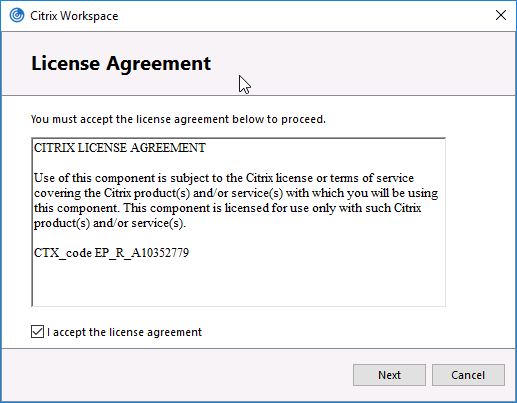 Citrix Workspace
License Agreement
You must accept the license agreement below to proceed.
CITRIX LICENSE AGREEMENT
Use of this component is subject to the Citrix license or terms of service
covering the Citrix product(s) and/or service(s) with which you will be using
this component. This component is licensed for use only with such Citrix
product(s) and/or service(s).
CTX_code EP_R_A10352779
I accept the license agreement
Next
Cancel